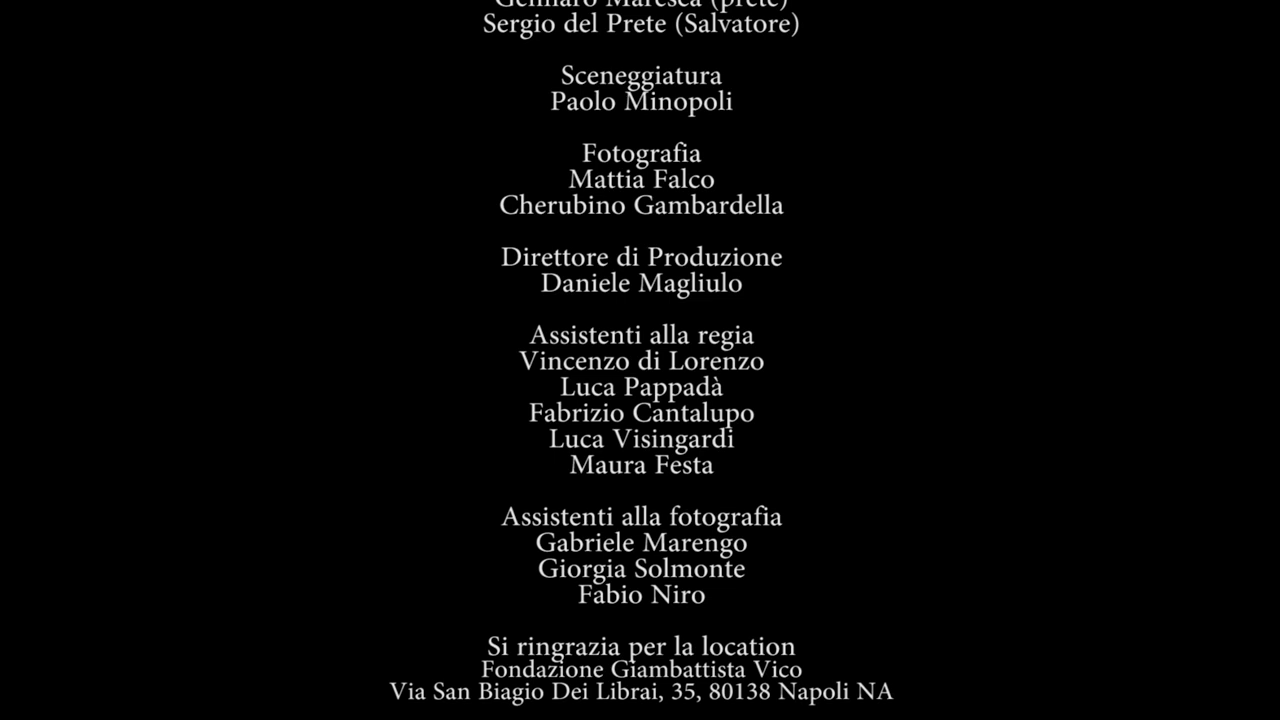 Gennaro Maresca (prete)
Sergio del Prete (Salvatore)
Sceneggiatura
Paolo Minopoli
Fotografia
Mattia Falco
Cherubino Gambardella
Direttore di Produzione
Daniele Magliulo
Assistenti alla regia
Vincenzo di Lorenzo
Luca Pappadà
Fabrizio Cantalupo
Luca Visingardi
Maura Festa
Assistenti alla fotografia
Gabriele Marengo
Giorgia Solmonte
Fabio Niro
Si ringrazia per la location
Fondazione Giambattista Vico
Via San Biagio Dei Librai, 35, 80138 Napoli NA